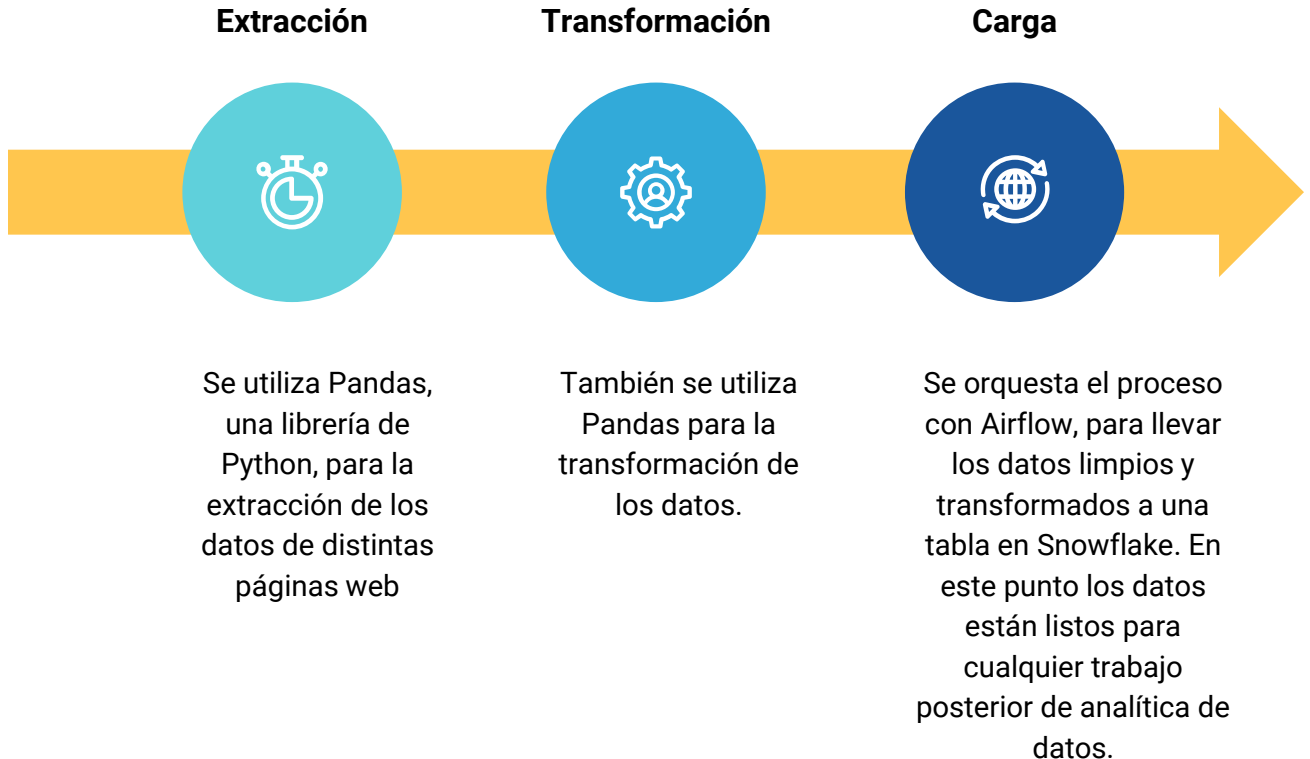 Extracción
Transformación
Carga
Se utiliza Pandas,
una librería de
Python, para la
extracción de los
datos de distintas
páginas web
También se utiliza
Pandas para la
transformación de
los datos.
Se orquesta el proceso
con Airflow, para llevar
los datos limpios y
transformados a una
tabla en Snowflake. En
este punto los datos
están listos para
cualquier trabajo
posterior de analítica de
datos.